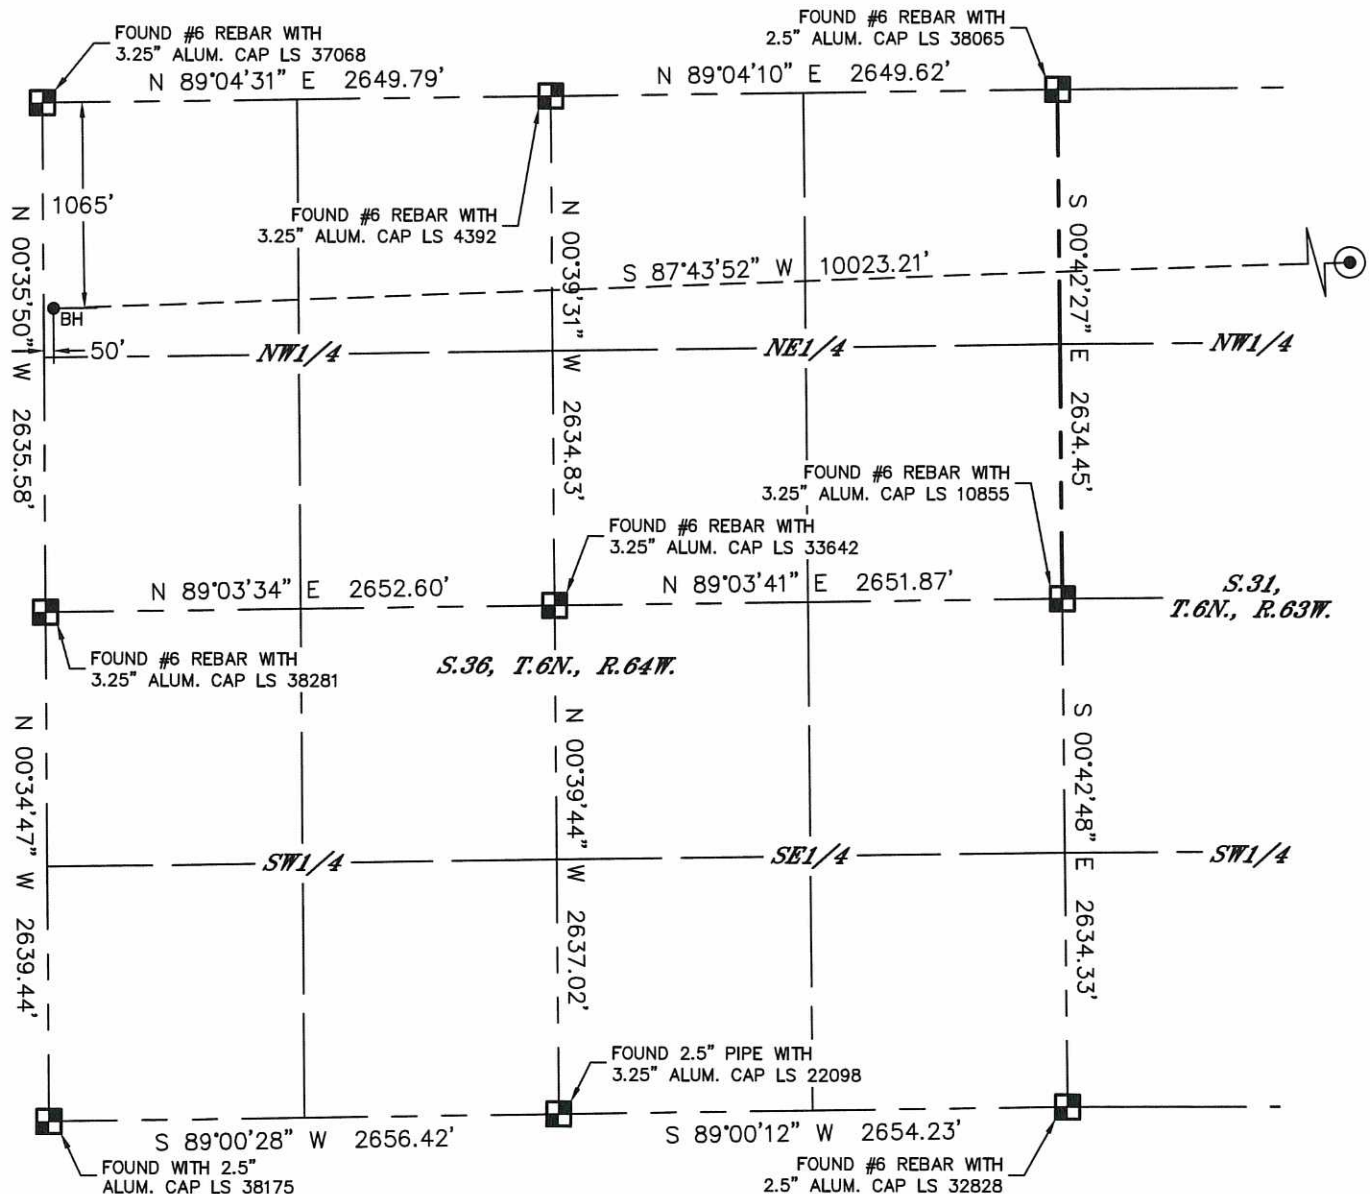 FOUND #6 REBAR WITH
3.25" ALUM. CAP LS 37068
FOUND #6 REBAR WITH
2.5" ALUM. CAP LS 38065
N 89°04'31" E 2649.79'
N 89°04'10" E 2649.62'
1065'
FOUND #6 REBAR WITH
3.25" ALUM. CAP LS 4392
N 00°35'50" W 2635.58'
N 00°39'31" W 2634.83'
S 00°42'27" E 2634.45'
S 87°43'52" W 10023.21'
BH
50'
NW1/4
NE1/4
NW1/4
FOUND #6 REBAR WITH
3.25" ALUM. CAP LS 10855
FOUND #6 REBAR WITH
3.25" ALUM. CAP LS 33642
N 89°03'34" E 2652.60'
N 89°03'41" E 2651.87'
S.31,
T.6N., R.63W.
FOUND #6 REBAR WITH
3.25" ALUM. CAP LS 38281
S.36, T.6N., R.64W.
N 00°34'47" W 2639.44'
N 00°39'44" W 2637.02'
S 00°42'48" E 2634.33'
SW1/4
SE1/4
SW1/4
FOUND 2.5" PIPE WITH
3.25" ALUM. CAP LS 22098
S 89°00'28" W 2656.42'
S 89°00'12" W 2654.23'
FOUND WITH 2.5"
ALUM. CAP LS 38175
FOUND #6 REBAR WITH
2.5" ALUM. CAP LS 32828